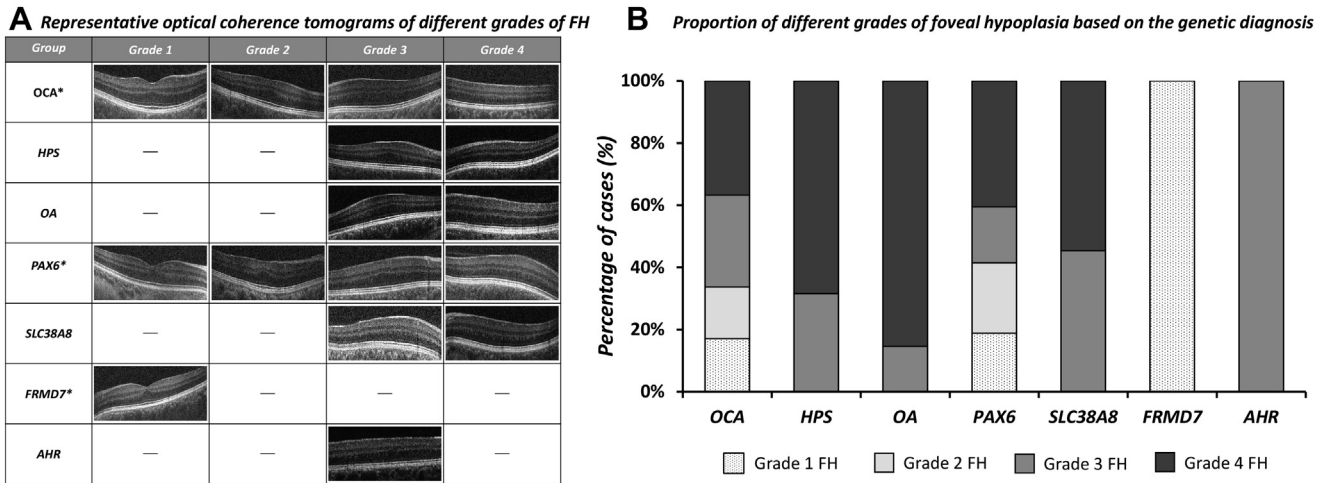 A Representative optical coherence tomograms of different grades of FH
Group Grade 1 Grade 2 Grade 3 Grade 4
OCA*
HPS — —
OA — —
PAX6*
SLC38A8 — —
FRMD7* — — —
AHR — — —
B Proportion of different grades of foveal hypoplasia based on the genetic diagnosis
Percentage of cases (%)
100%
80%
60%
40%
20%
0%
OCA HPS OA PAX6 SLC38A8 FRMD7 AHR
Grade 1 FH Grade 2 FH Grade 3 FH Grade 4 FH